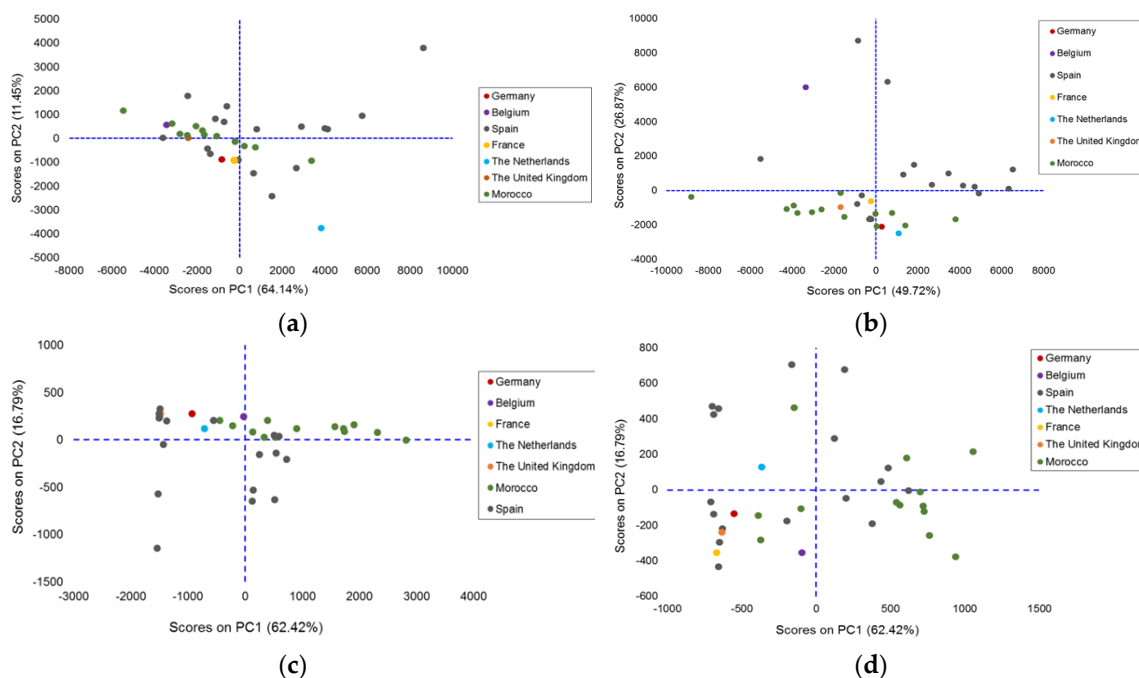 5000
4000
3000
2000
1000
0
-1000
-2000
-3000
-4000
-5000
Scores on PC2 (11.45%)
-8000 -6000 -4000 -2000 0 2000 4000 6000 8000 10000
Scores on PC1 (64.14%)
Germany
Belgium
Spain
France
The Netherlands
The United Kingdom
Morocco
(a)
10000
8000
6000
4000
2000
0
-2000
-4000
Scores on PC2 (26.87%)
-10000 -8000 -6000 -4000 -2000 0 2000 4000 6000 8000
Scores on PC1 (49.72%)
Germany
Belgium
Spain
France
The Netherlands
The United Kingdom
Morocco
(b)
1000
500
0
-500
-1000
-1500
Scores on PC2 (16.79%)
-3000 -2000 -1000 0 1000 2000 3000 4000
Scores on PC1 (62.42%)
Germany
Belgium
France
The Netherlands
The United Kingdom
Morocco
Spain
(c)
800
600
400
200
0
-200
-400
-600
Scores on PC2 (16.79%)
-1000 -500 0 500 1000 1500
Scores on PC1 (62.42%)
Germany
Belgium
Spain
The Netherlands
France
The United Kingdom
Morocco
(d)